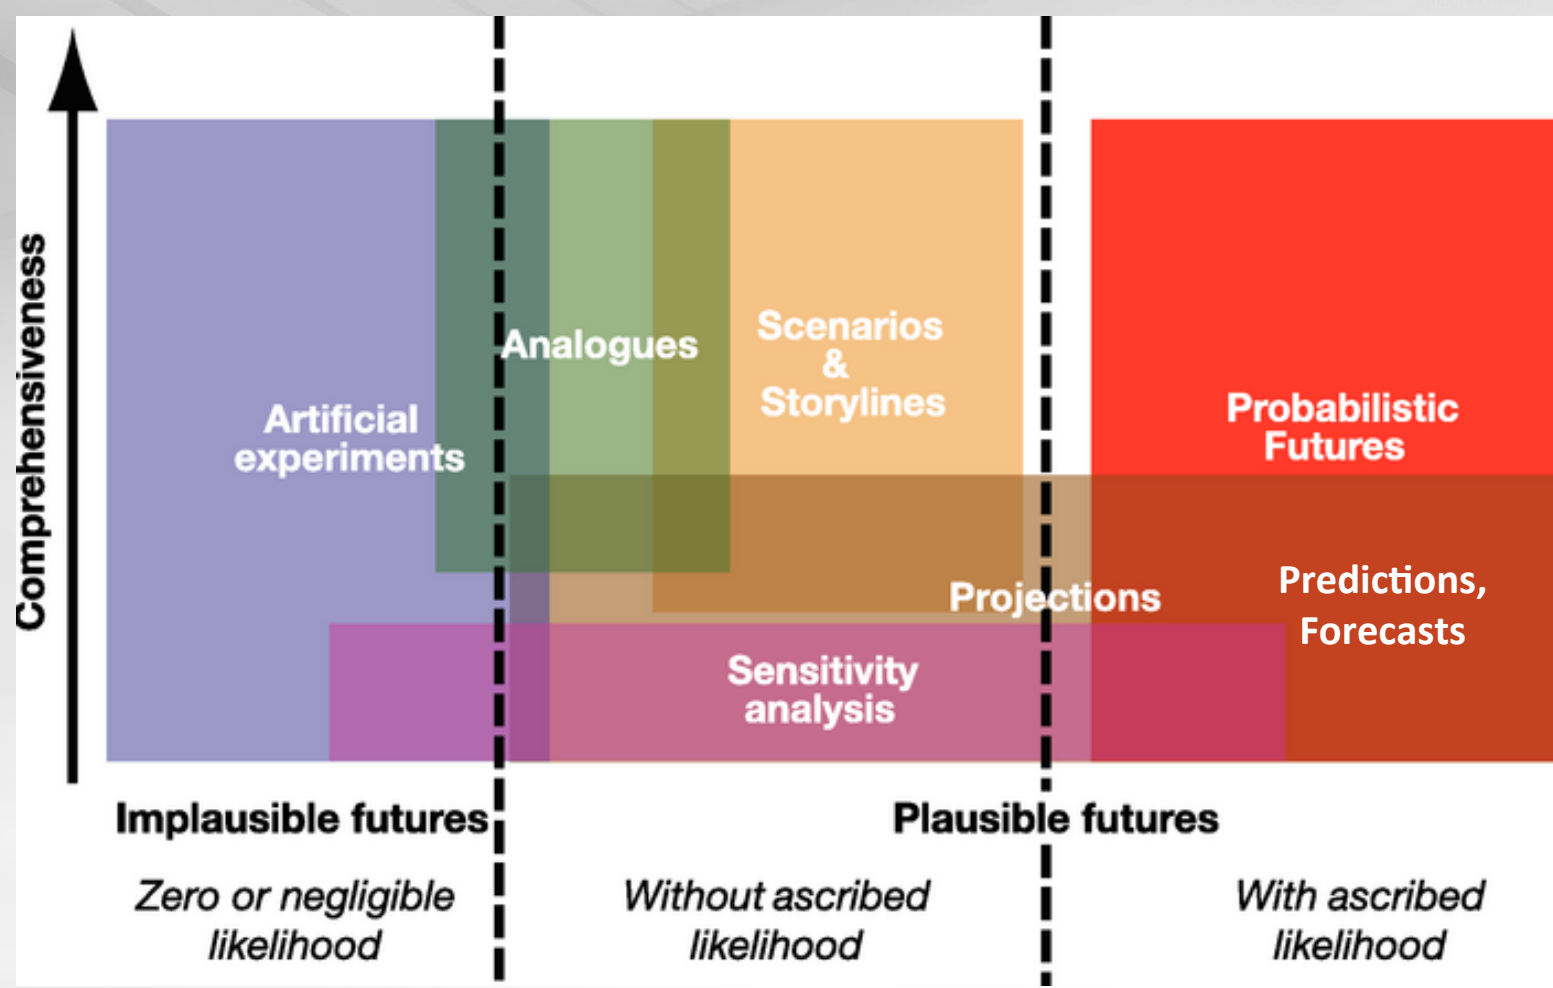 Comprehensiveness
Artificial
experiments
Analogues
Scenarios
&
Storylines
Probabilistic
Futures
Projections
Predictions,
Forecasts
Sensitivity
analysis
Implausible futures
Plausible futures
Zero or negligible
likelihood
Without ascribed
likelihood
With ascribed
likelihood